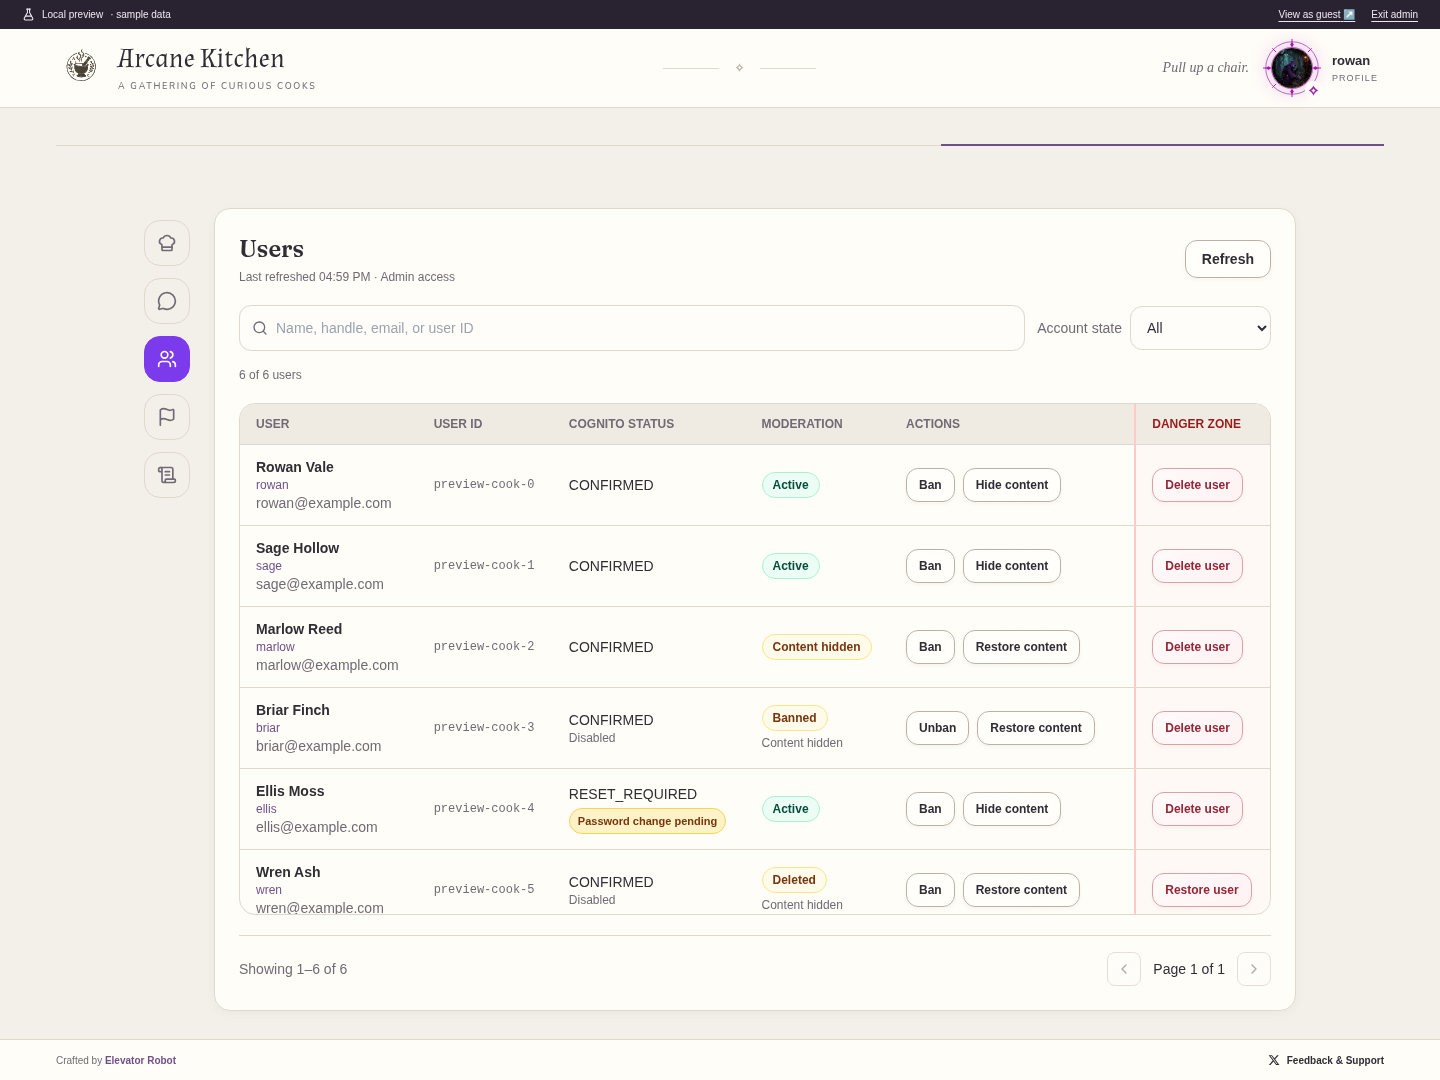 Local preview · sample data
View as guest ↗ Exit admin
Arcane Kitchen
A GATHERING OF CURIOUS COOKS
Pull up a chair.
rowan
PROFILE
Users
Last refreshed 04:59 PM · Admin access
Refresh
Name, handle, email, or user ID
Account state
All
6 of 6 users
USER USER ID COGNITO STATUS MODERATION ACTIONS DANGER ZONE
Rowan Vale
rowan
rowan@example.com
preview-cook-0
CONFIRMED
Active
Ban Hide content
Delete user
Sage Hollow
sage
sage@example.com
preview-cook-1
CONFIRMED
Active
Ban Hide content
Delete user
Marlow Reed
marlow
marlow@example.com
preview-cook-2
CONFIRMED
Content hidden
Ban Restore content
Delete user
Briar Finch
briar
briar@example.com
preview-cook-3
CONFIRMED
Disabled
Banned
Content hidden
Unban Restore content
Delete user
Ellis Moss
ellis
ellis@example.com
preview-cook-4
RESET_REQUIRED
Password change pending
Active
Ban Hide content
Delete user
Wren Ash
wren
wren@example.com
preview-cook-5
CONFIRMED
Disabled
Deleted
Content hidden
Ban Restore content
Restore user
Showing 1–6 of 6
Page 1 of 1
Crafted by Elevator Robot
Feedback & Support